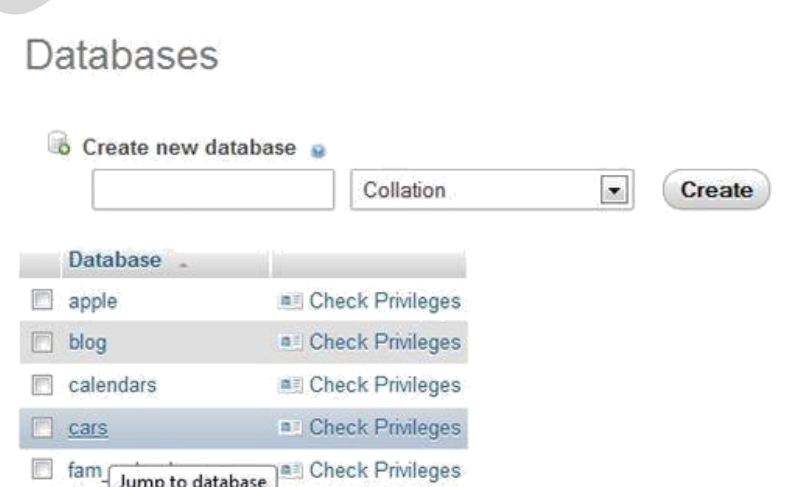 Databases
Create new database
Collation
Create
Database
apple Check Privileges
blog Check Privileges
calendars Check Privileges
cars Check Privileges
fam Check Privileges
Jump to database